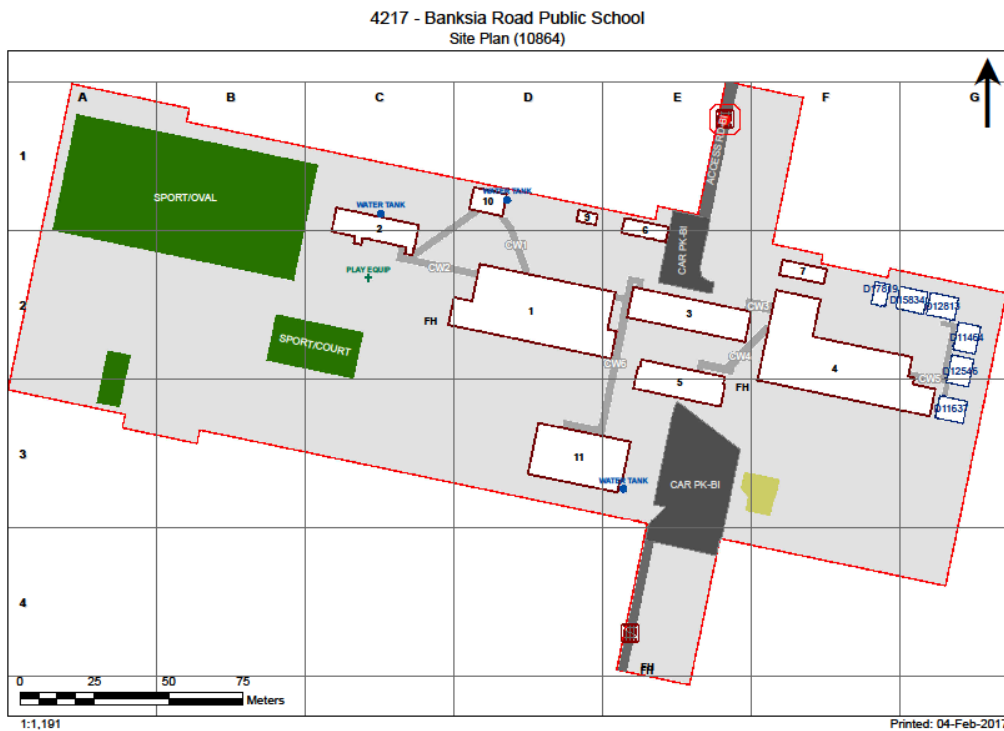 4217 - Banksia Road Public School
Site Plan (10864)
A B C D E F G
1
ACCESS RD-BI
SPORT/OVAL
WATER TANK
10
WATER TANK
9
6
2
CW1
CAR PK-BI
CW2
PLAY EQUIP
7
2
D15834
D12813
1
3
CW3
FH
D11464
SPORT/COURT
CW4
CW6
4
5
FH
D12546
D11637
3
11
WATER TANK
CAR PK-BI
4
FH
FH
0 25 50 75
Meters
1:1,191
Printed: 04-Feb-2017